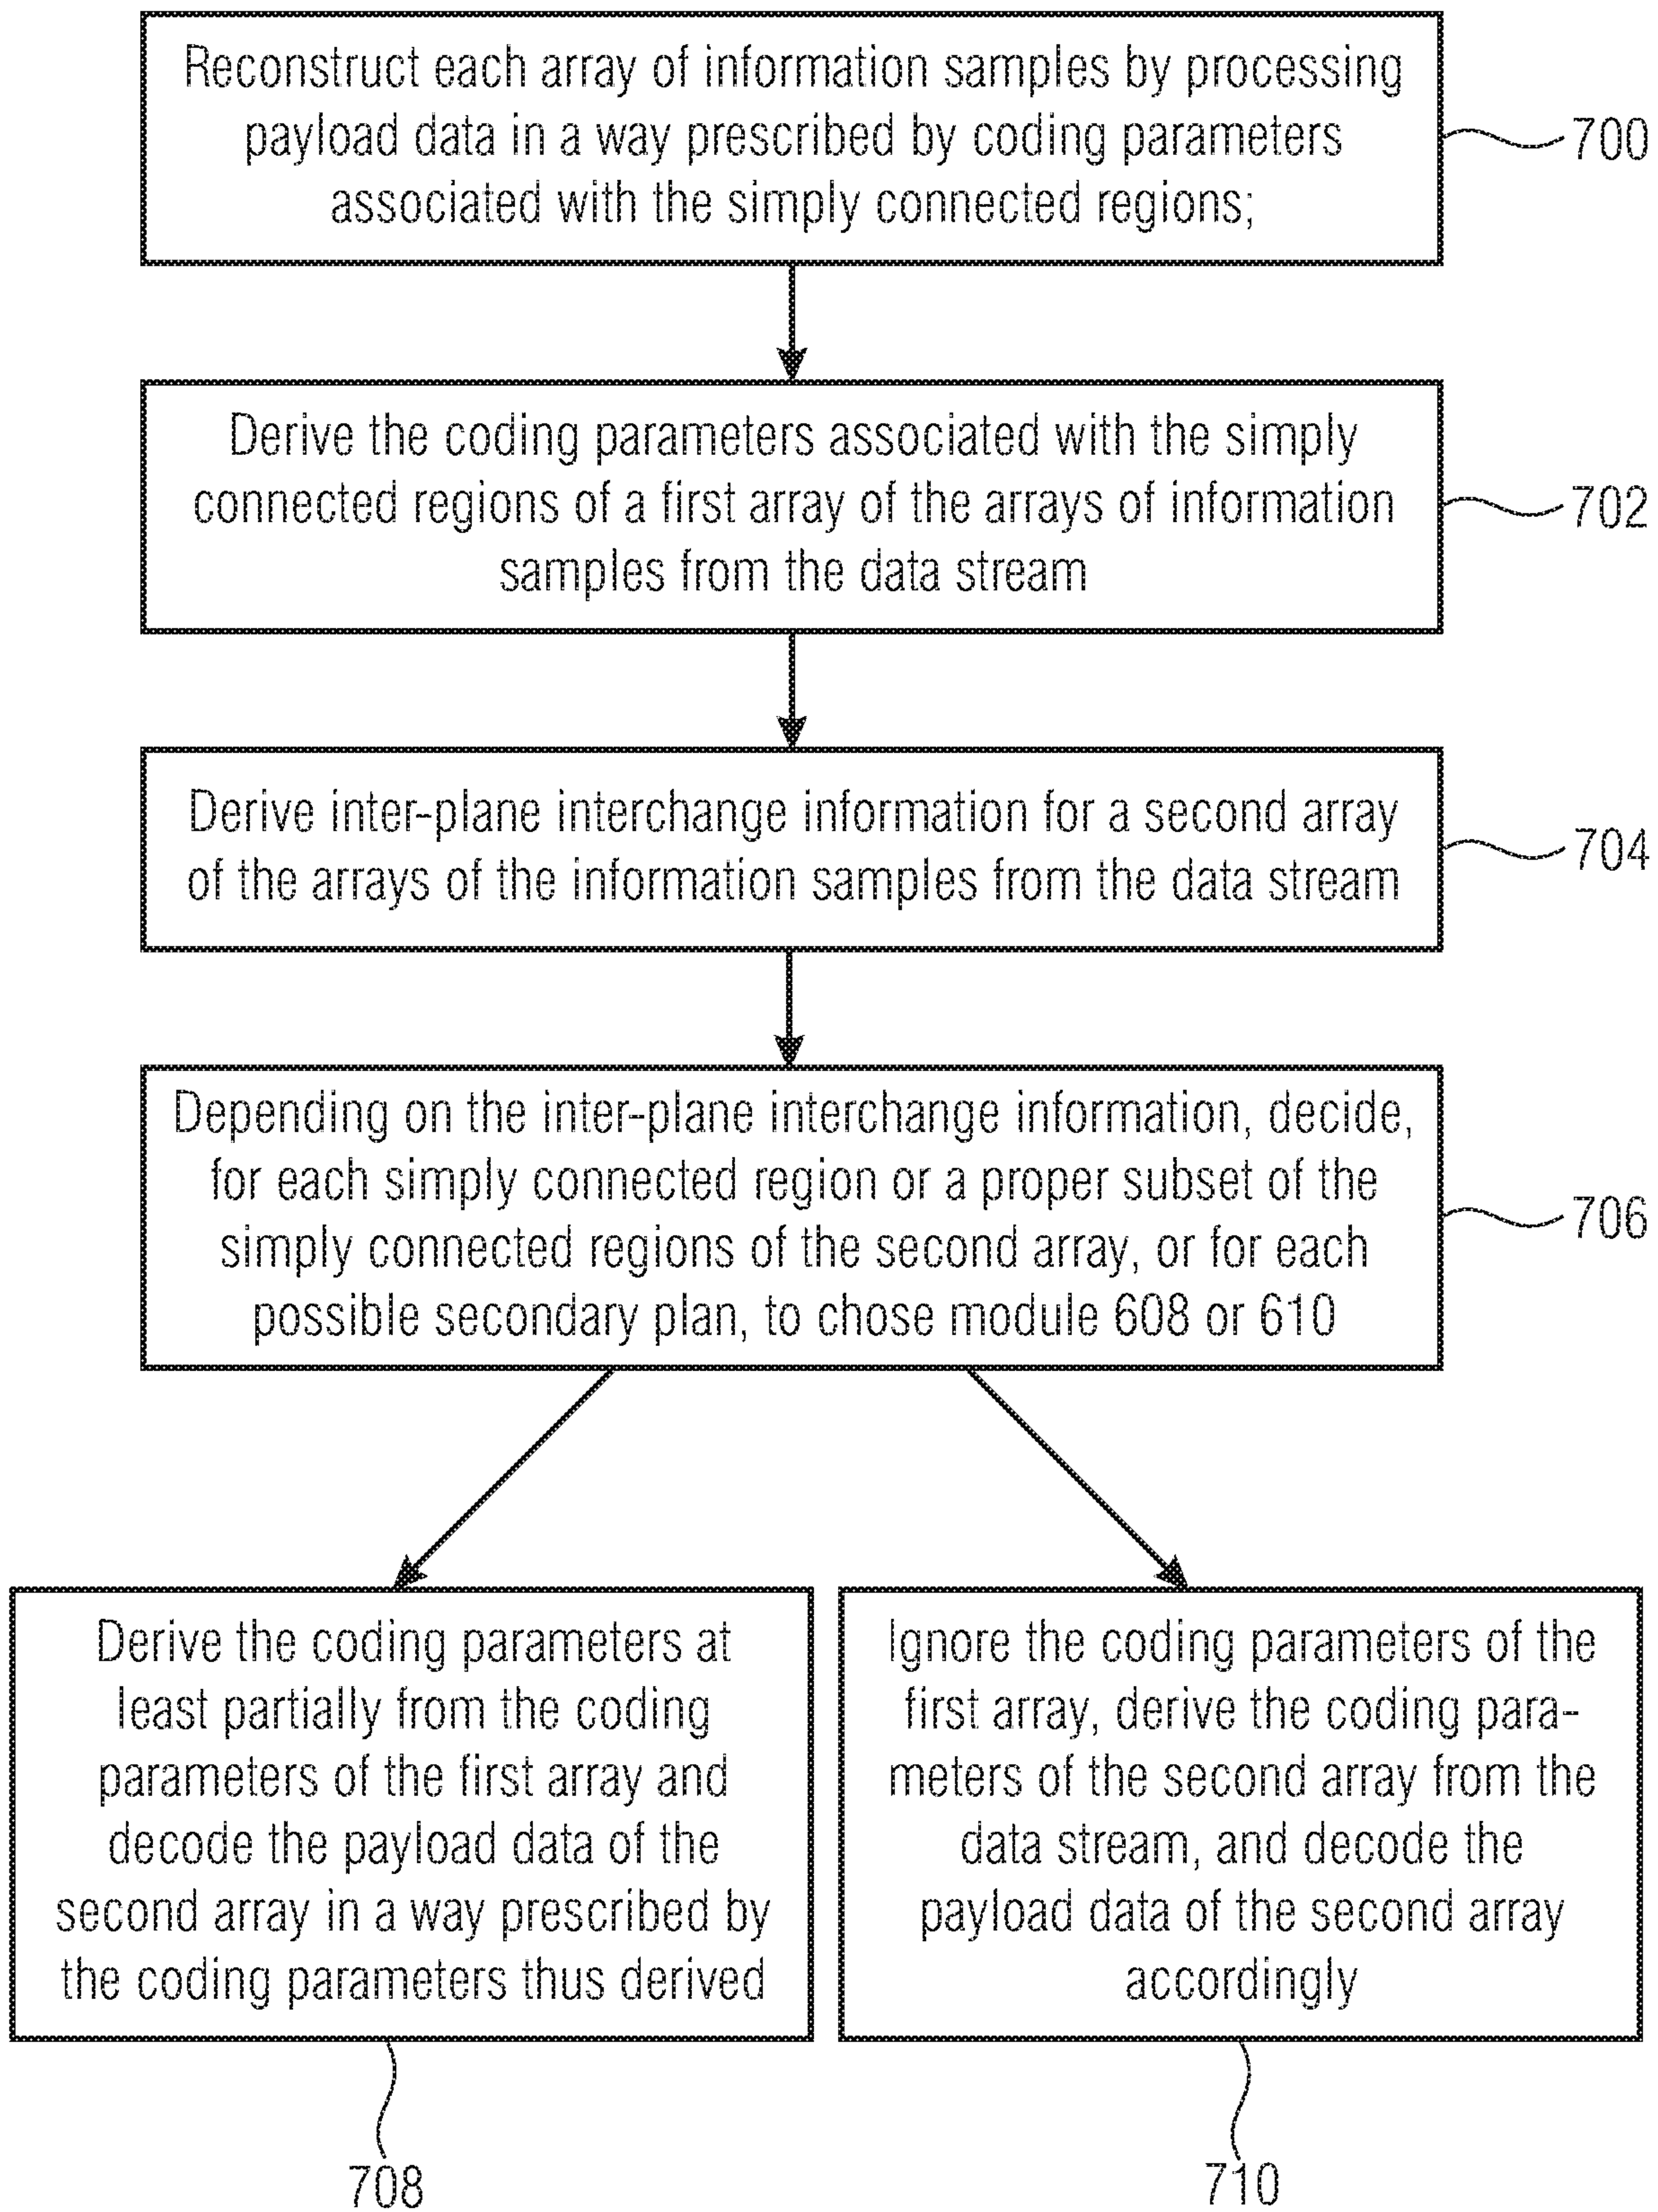 Reconstruct each array of information samples by processing
payload data in a way prescribed by coding parameters
associated with the simply connected regions;
700
Derive the coding parameters associated with the simply
connected regions of a first array of the arrays of information
samples from the data stream
702
Derive inter-plane interchange information for a second array
of the arrays of the information samples from the data stream
704
Depending on the inter-plane interchange information, decide,
for each simply connected region or a proper subset of the
simply connected regions of the second array, or for each
possible secondary plan, to chose module 608 or 610
706
Derive the coding parameters at
least partially from the coding
parameters of the first array and
decode the payload data of the
second array in a way prescribed by
the coding parameters thus derived
708
Ignore the coding parameters of the
first array, derive the coding para-
meters of the second array from the
data stream, and decode the
payload data of the second array
accordingly
710